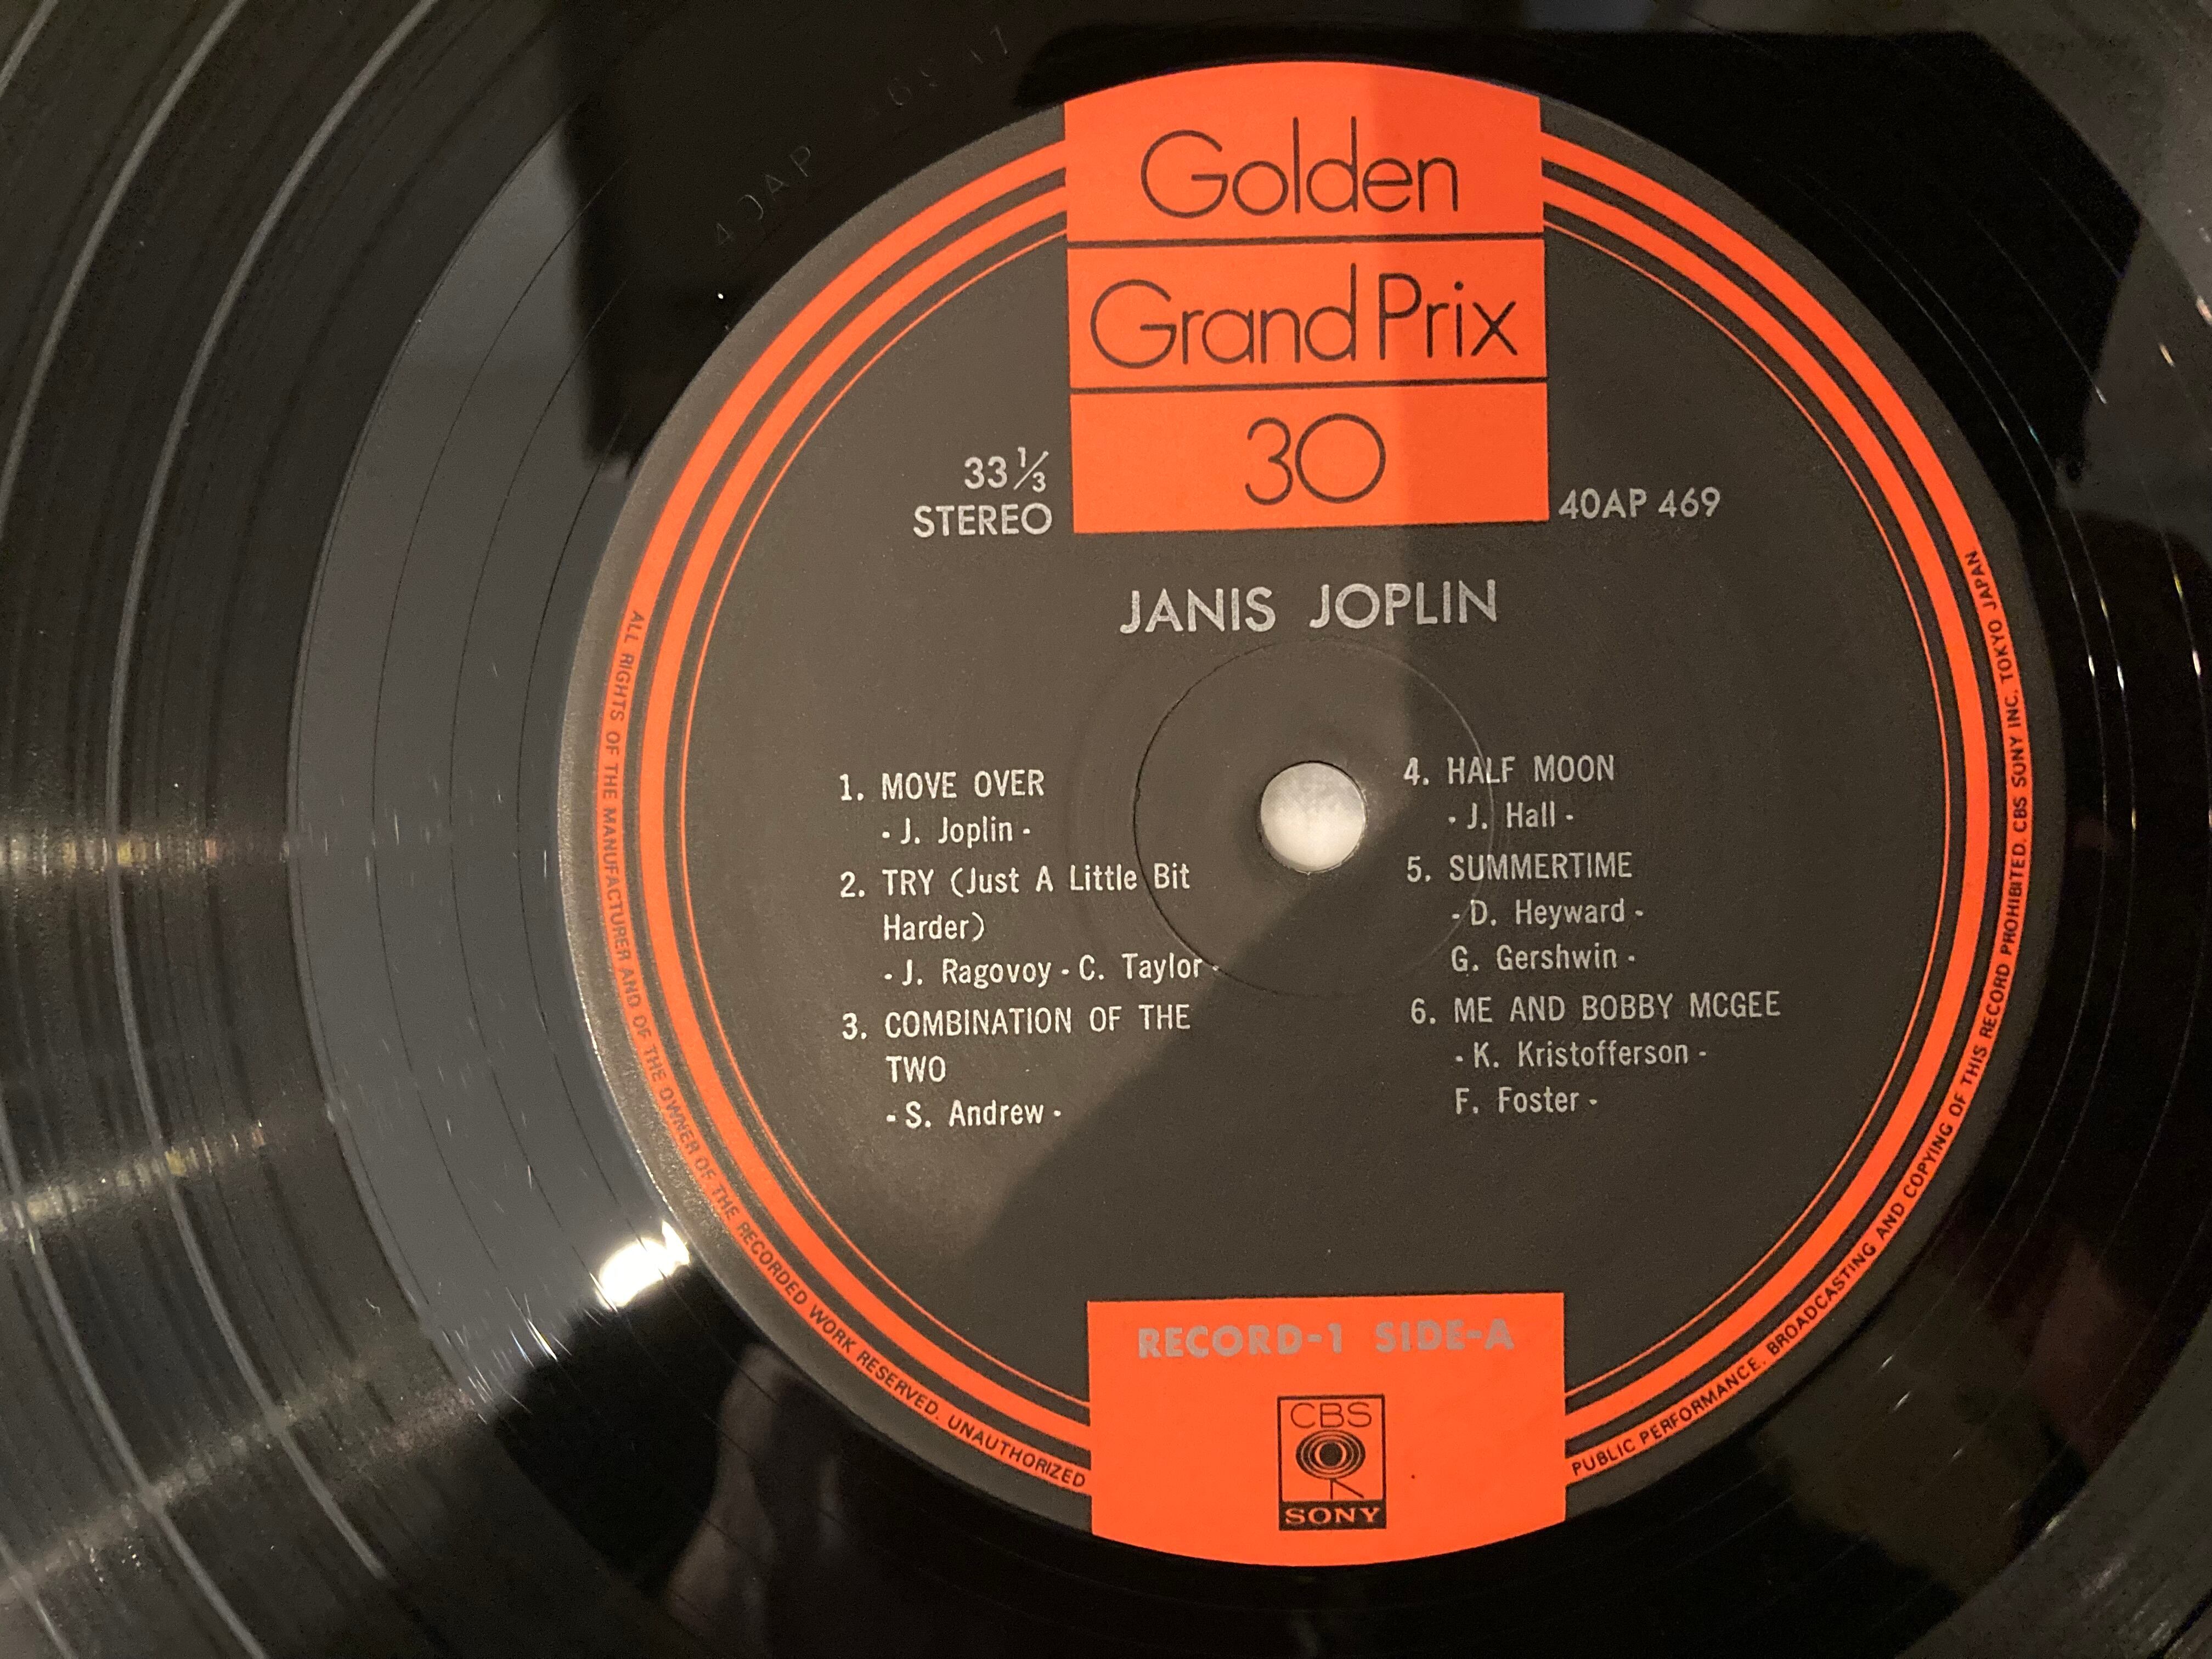 Golden
Grand Prix
30
33 1/3
STEREO
40AP 469
JANIS JOPLIN
1. MOVE OVER
- J. Joplin -
2. TRY (Just A Little Bit
Harder)
- J. Ragovoy - C. Taylor -
3. COMBINATION OF THE
TWO
- S. Andrew -
4. HALF MOON
- J. Hall -
5. SUMMERTIME
- D. Heyward -
G. Gershwin -
6. ME AND BOBBY MCGEE
- K. Kristofferson -
F. Foster -
RECORD-1 SIDE-A
CBS
SONY
ALL RIGHTS OF THE MANUFACTURER AND OF THE OWNER OF THE RECORDED WORK RESERVED. UNAUTHORIZED
PUBLIC PERFORMANCE. BROADCASTING AND COPYING OF THIS RECORD PROHIBITED. CBS SONY INC. TOKYO JAPAN